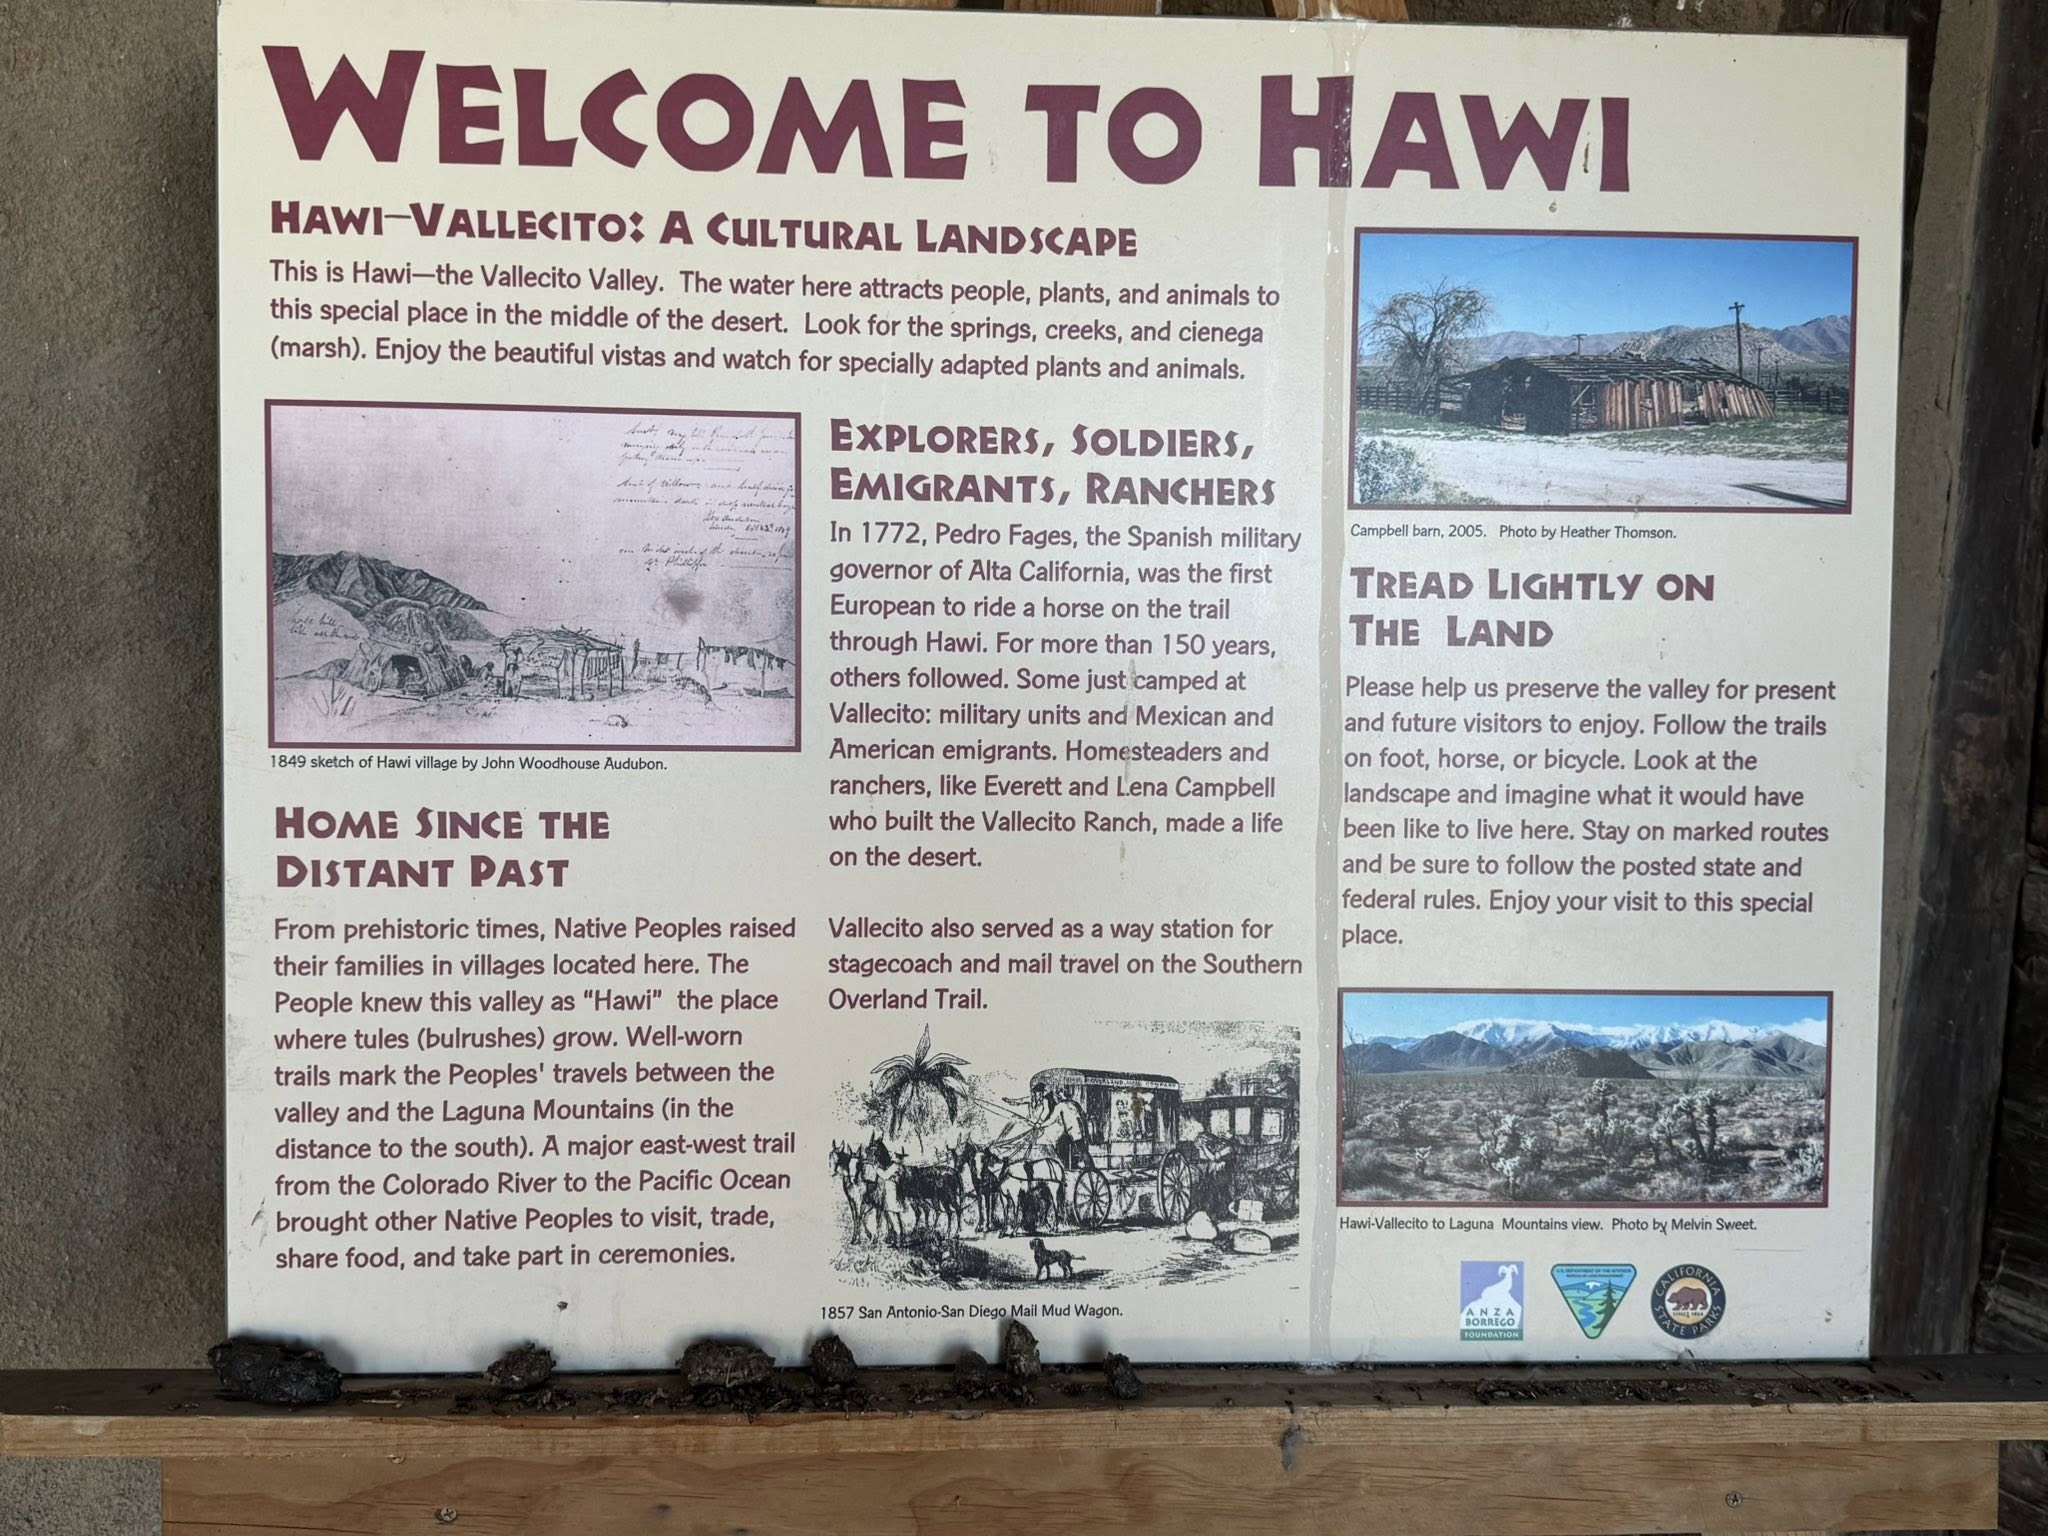 WELCOME TO HAWI
HAWI—VALLECITO: A CULTURAL LANDSCAPE
This is Hawi—the Vallecito Valley. The water here attracts people, plants, and animals to
this special place in the middle of the desert. Look for the springs, creeks, and cienega
(marsh). Enjoy the beautiful vistas and watch for specially adapted plants and animals.
1849 sketch of Hawi village by John Woodhouse Audubon.
HOME SINCE THE
DISTANT PAST
From prehistoric times, Native Peoples raised
their families in villages located here. The
People knew this valley as “Hawi” the place
where tules (bulrushes) grow. Well-worn
trails mark the Peoples' travels between the
valley and the Laguna Mountains (in the
distance to the south). A major east-west trail
from the Colorado River to the Pacific Ocean
brought other Native Peoples to visit, trade,
share food, and take part in ceremonies.
EXPLORERS, SOLDIERS,
EMIGRANTS, RANCHERS
In 1772, Pedro Fages, the Spanish military
governor of Alta California, was the first
European to ride a horse on the trail
through Hawi. For more than 150 years,
others followed. Some just camped at
Vallecito: military units and Mexican and
American emigrants. Homesteaders and
ranchers, like Everett and Lena Campbell
who built the Vallecito Ranch, made a life
on the desert.
Vallecito also served as a way station for
stagecoach and mail travel on the Southern
Overland Trail.
1857 San Antonio-San Diego Mail Mud Wagon.
Campbell barn, 2005. Photo by Heather Thomson.
TREAD LIGHTLY ON
THE LAND
Please help us preserve the valley for present
and future visitors to enjoy. Follow the trails
on foot, horse, or bicycle. Look at the
landscape and imagine what it would have
been like to live here. Stay on marked routes
and be sure to follow the posted state and
federal rules. Enjoy your visit to this special
place.
Hawi-Vallecito to Laguna Mountains view. Photo by Melvin Sweet.
ANZA
BORREGO
FOUNDATION
U.S. DEPARTMENT OF THE INTERIOR
BUREAU OF LAND MANAGEMENT
CALIFORNIA
SINCE 1864
STATE PARKS